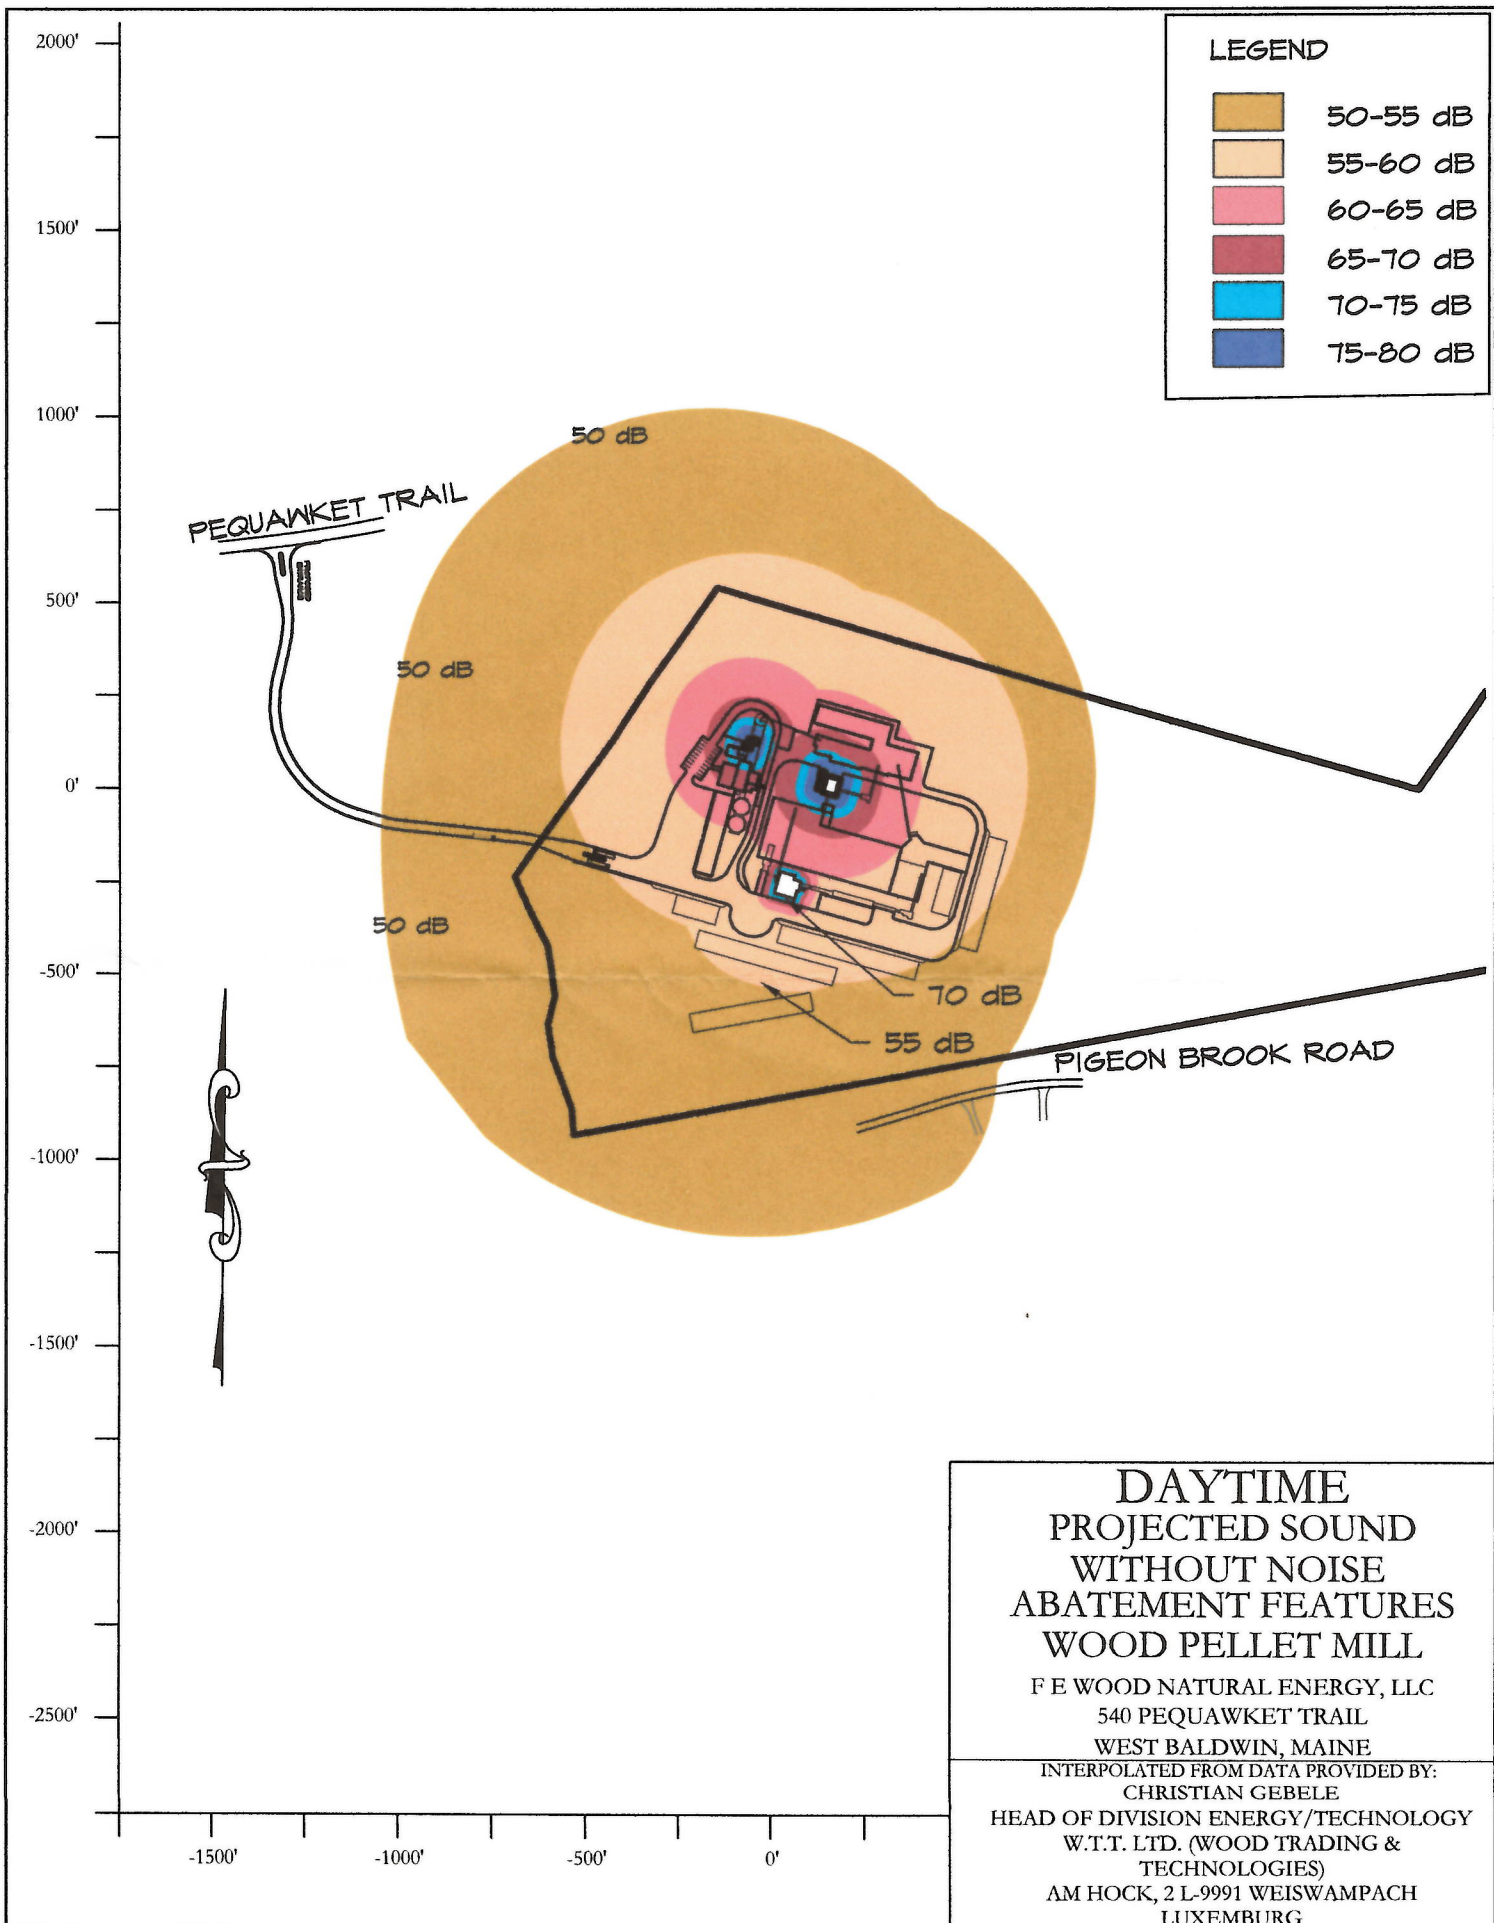 2000'
1500'
1000'
500'
0'
-500'
-1000'
-1500'
-2000'
-2500'
-1500'
-1000'
-500'
0'
LEGEND
50-55 dB
55-60 dB
60-65 dB
65-70 dB
70-75 dB
75-80 dB
50 dB
PEQUAWKET TRAIL
50 dB
50 dB
70 dB
55 dB
PIGEON BROOK ROAD
DAYTIME
PROJECTED SOUND
WITHOUT NOISE
ABATEMENT FEATURES
WOOD PELLET MILL
F E WOOD NATURAL ENERGY, LLC
540 PEQUAWKET TRAIL
WEST BALDWIN, MAINE
INTERPOLATED FROM DATA PROVIDED BY:
CHRISTIAN GEBELE
HEAD OF DIVISION ENERGY/TECHNOLOGY
W.T.T. LTD. (WOOD TRADING &
TECHNOLOGIES)
AM HOCK, 2 L-9991 WEISWAMPACH
LUXEMBURG